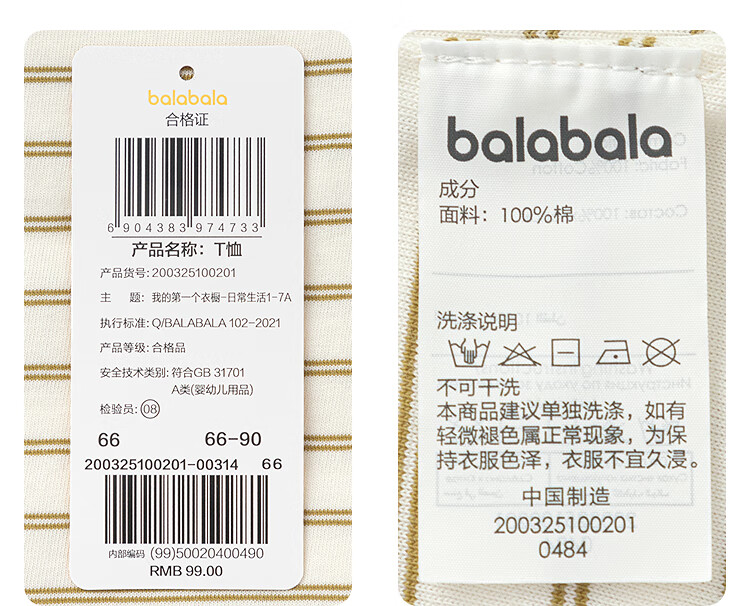 balabala
合格证
6 904383 974733
产品名称：T恤
产品货号:200325100201
主 题: 我的第一个衣橱-日常生活1-7A
执行标准: Q/BALABALA 102-2021
产品等级: 合格品
安全技术类别: 符合GB 31701
A类(婴幼儿用品)
检验员: 08
66 66-90
200325100201-00314 66
内部编码 (99)50020400490
RMB 99.00
balabala
成分
面料：100%棉
洗涤说明
不可干洗
本商品建议单独洗涤，如有
轻微褪色属正常现象，为保
持衣服色泽，衣服不宜久浸。
中国制造
200325100201
0484